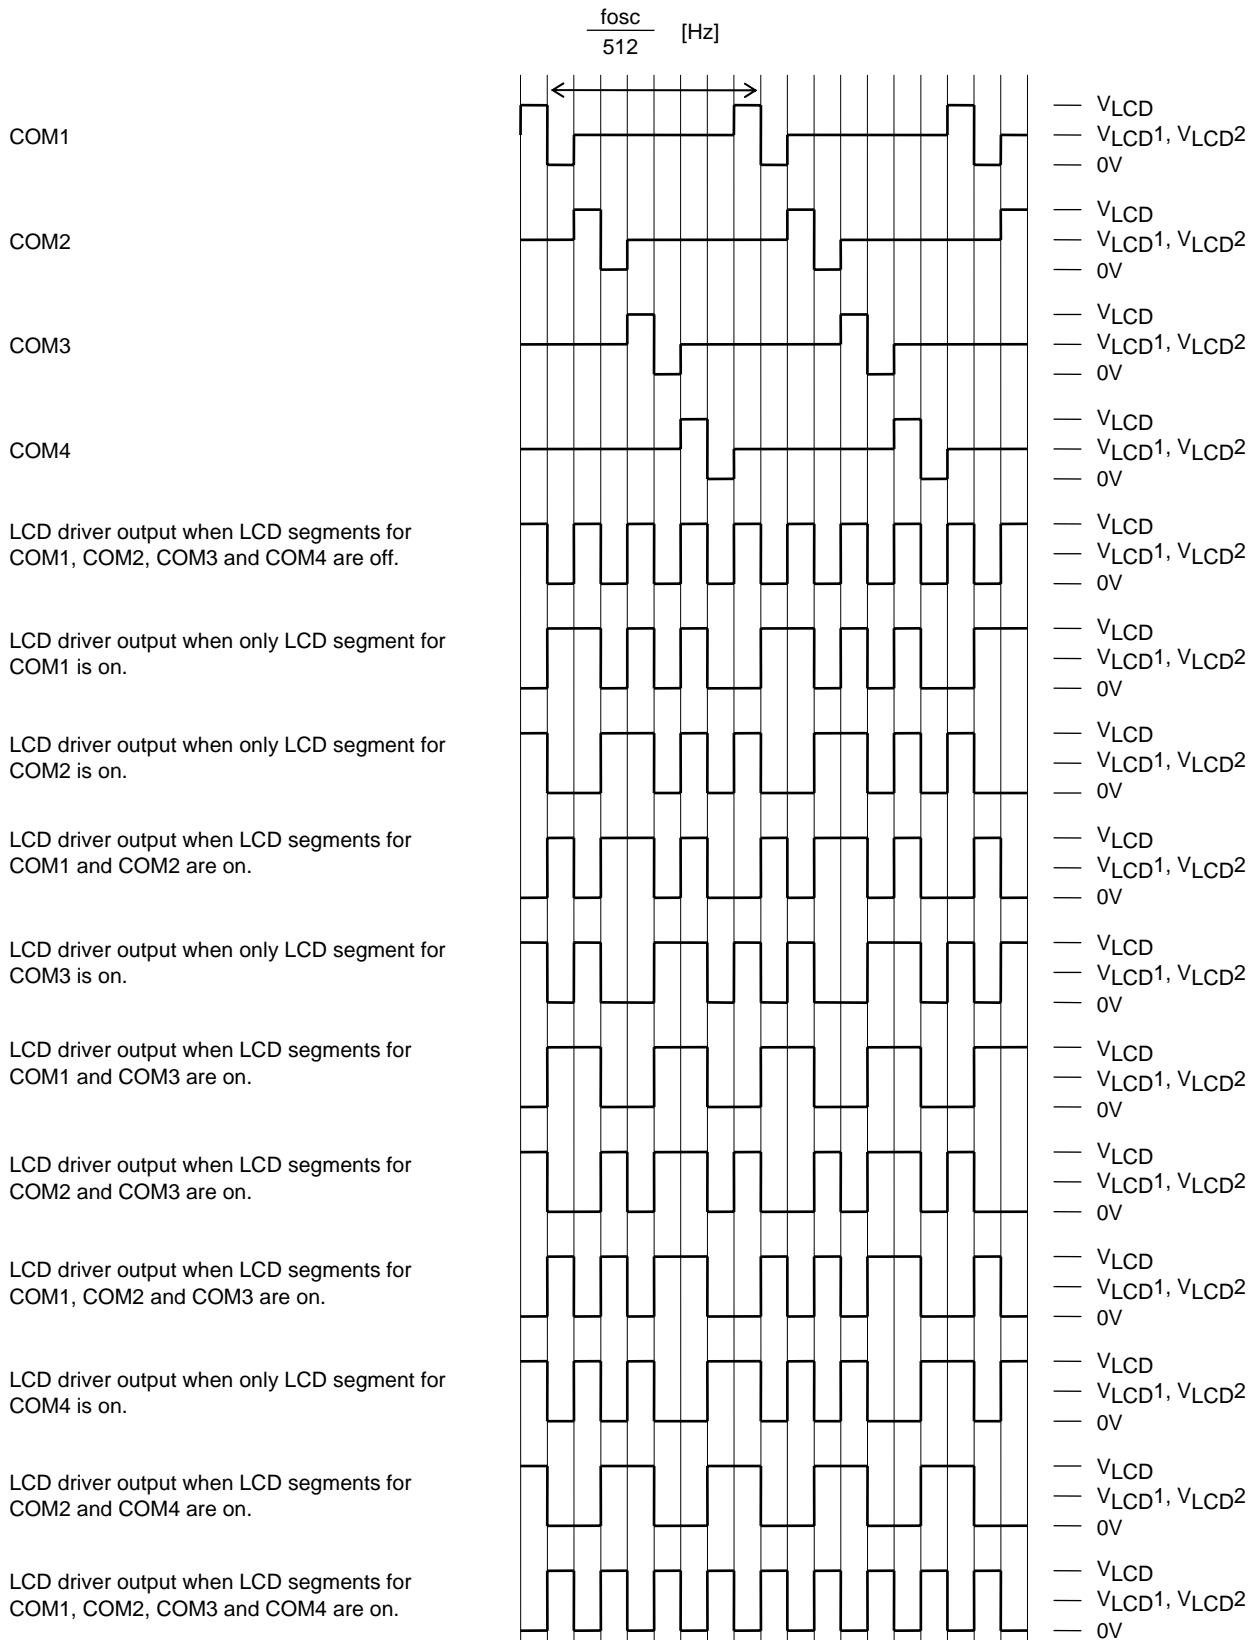 fosc
512
[Hz]
COM1
VLCD
VLCD1, VLCD2
0V
COM2
VLCD
VLCD1, VLCD2
0V
COM3
VLCD
VLCD1, VLCD2
0V
COM4
VLCD
VLCD1, VLCD2
0V
LCD driver output when LCD segments for
COM1, COM2, COM3 and COM4 are off.
VLCD
VLCD1, VLCD2
0V
LCD driver output when only LCD segment for
COM1 is on.
VLCD
VLCD1, VLCD2
0V
LCD driver output when only LCD segment for
COM2 is on.
VLCD
VLCD1, VLCD2
0V
LCD driver output when LCD segments for
COM1 and COM2 are on.
VLCD
VLCD1, VLCD2
0V
LCD driver output when only LCD segment for
COM3 is on.
VLCD
VLCD1, VLCD2
0V
LCD driver output when LCD segments for
COM1 and COM3 are on.
VLCD
VLCD1, VLCD2
0V
LCD driver output when LCD segments for
COM2 and COM3 are on.
VLCD
VLCD1, VLCD2
0V
LCD driver output when LCD segments for
COM1, COM2 and COM3 are on.
VLCD
VLCD1, VLCD2
0V
LCD driver output when only LCD segment for
COM4 is on.
VLCD
VLCD1, VLCD2
0V
LCD driver output when LCD segments for
COM2 and COM4 are on.
VLCD
VLCD1, VLCD2
0V
LCD driver output when LCD segments for
COM1, COM2, COM3 and COM4 are on.
VLCD
VLCD1, VLCD2
0V